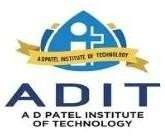 A D PATEL INSTITUTE OF TECHNOLOGY
ADIT
A D PATEL INSTITUTE
OF TECHNOLOGY